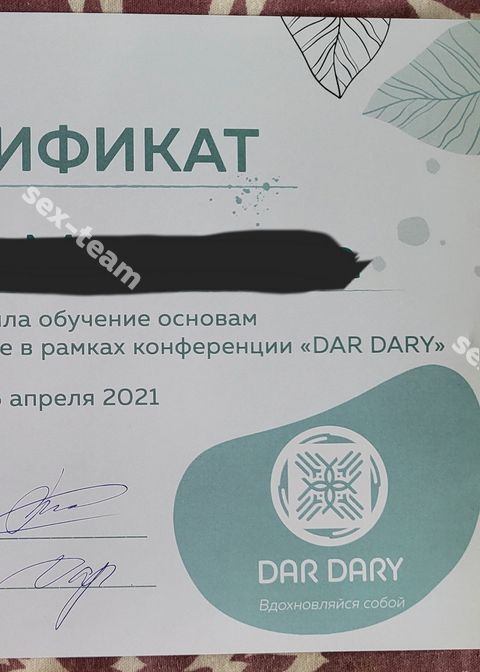 ИФИКАТ
sex-team
ла обучение основам
е в рамках конференции «DAR DARY»
апреля 2021
DAR DARY
Вдохновляйся собой